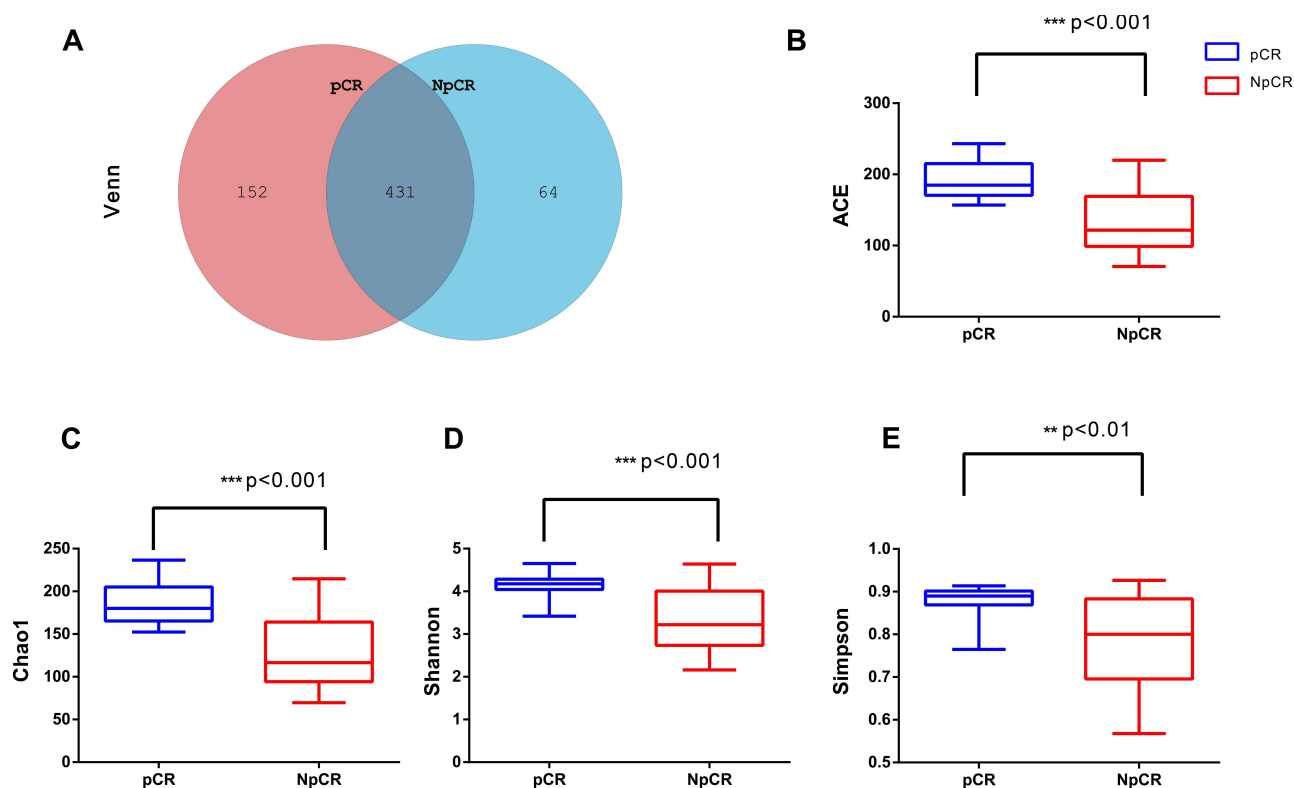 A
pCR
NpCR
152
431
64
Venn
B
*** p<0.001
pCR
NpCR
300
200
100
0
ACE
pCR
NpCR
C
*** p<0.001
250
200
150
100
50
0
Chao1
pCR
NpCR
D
*** p<0.001
5
4
3
2
1
0
Shannon
pCR
NpCR
E
** p<0.01
1.0
0.9
0.8
0.7
0.6
0.5
Simpson
pCR
NpCR